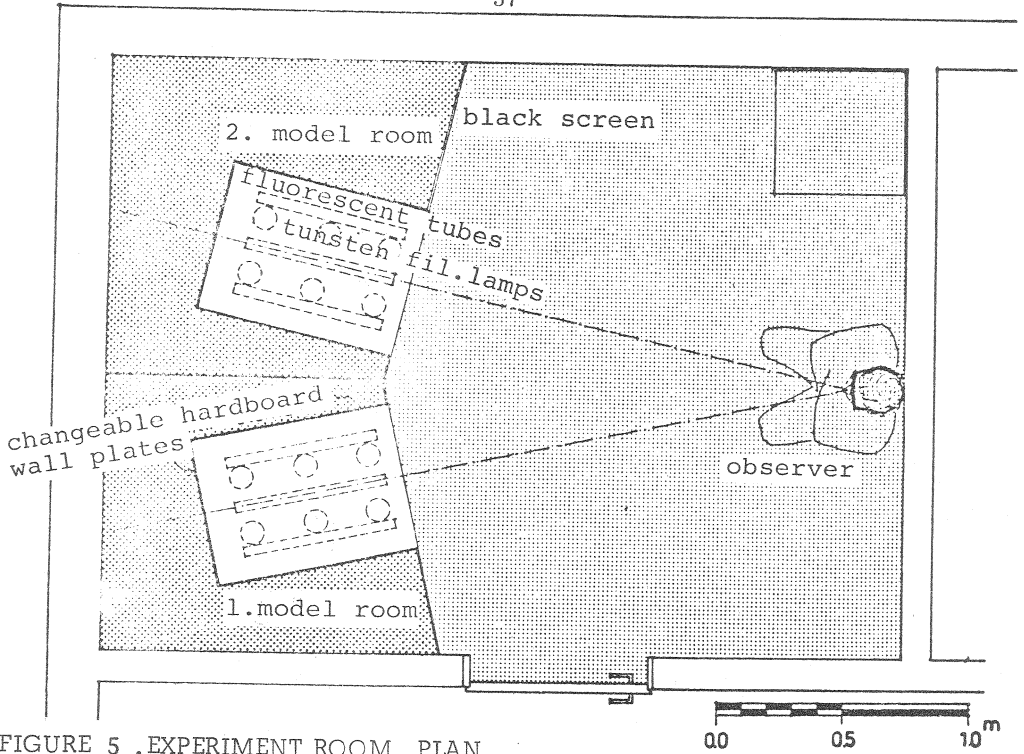 37
2. model room
black screen
fluorescent tubes
tunsten fil.lamps
changeable hardboard
wall plates
observer
1.model room
0.0 0.5 1.0 m
FIGURE 5 .EXPERIMENT ROOM PLAN